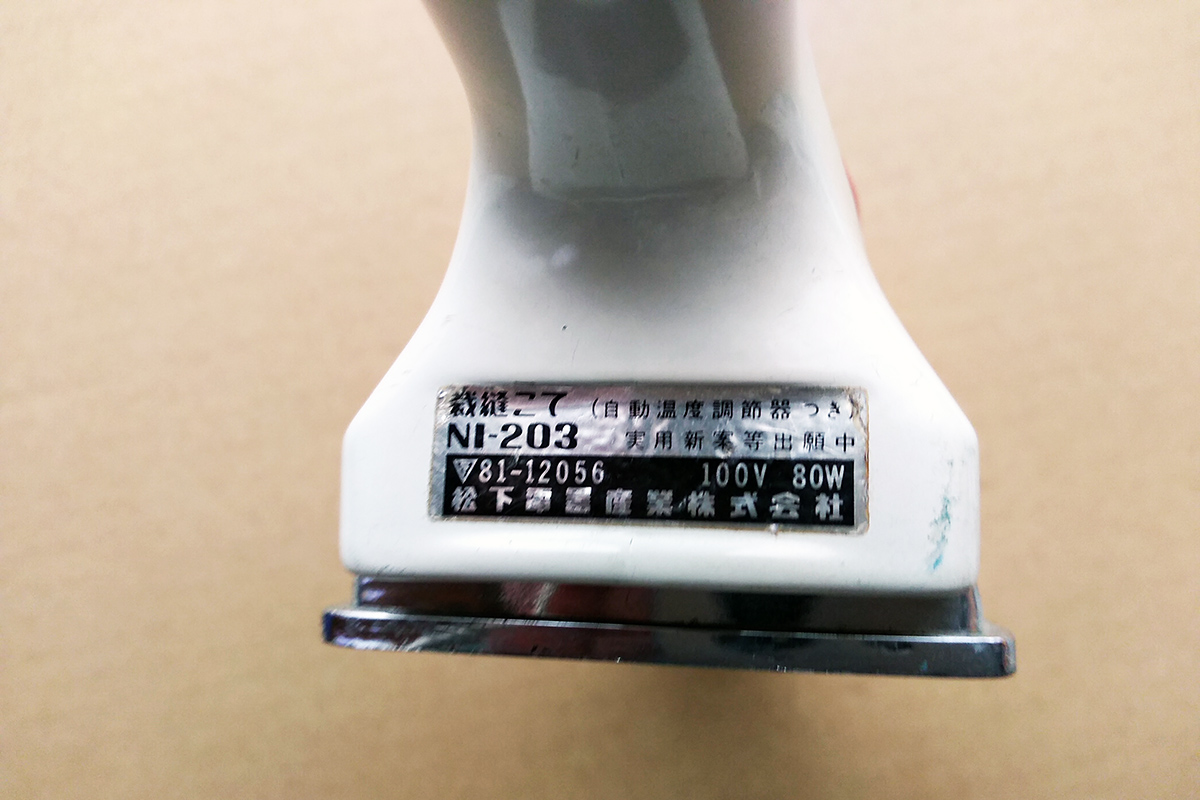 裁縫こて (自動温度調節器つき)
NI-203 実用新案等出願中
▽81-12056 100V 80W
松下電器産業株式会社